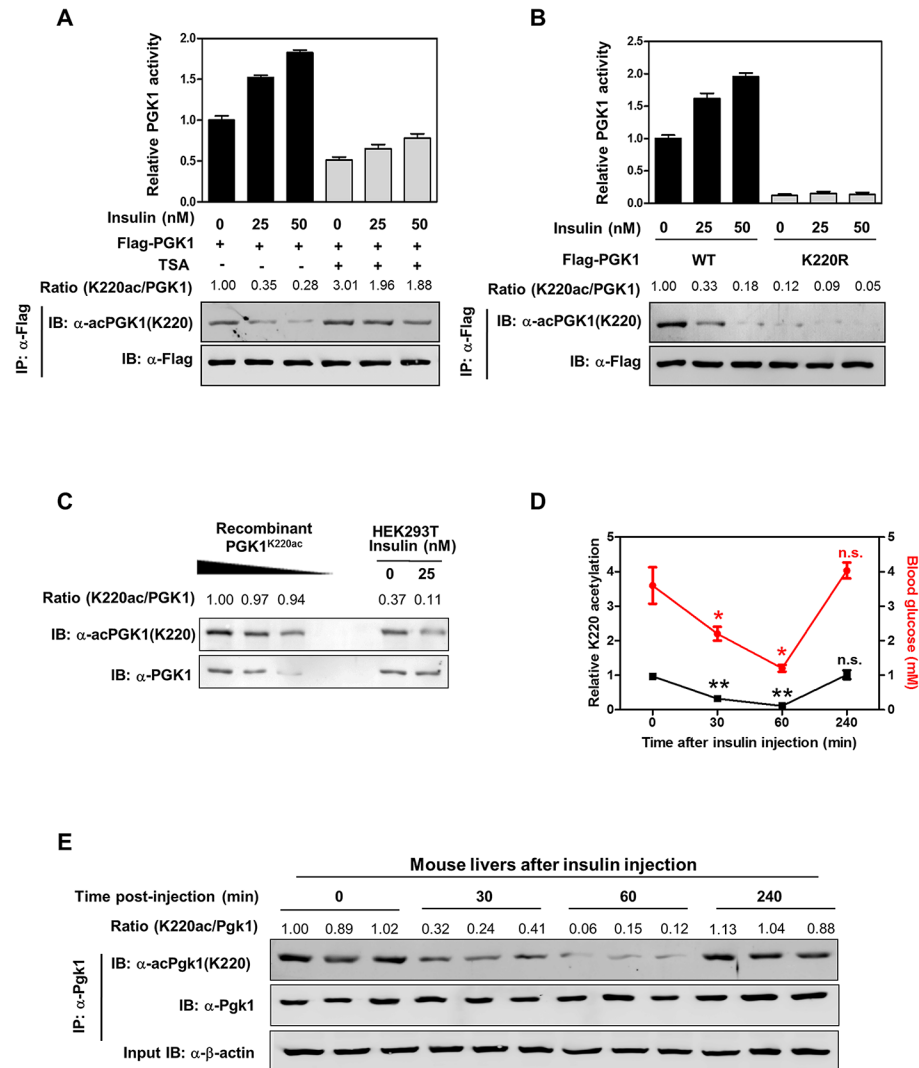 A
2.0
1.5
1.0
0.5
0.0
Relative PGK1 activity
Insulin (nM) 0 25 50 0 25 50
Flag-PGK1 + + + + + +
TSA - - - + + +
Ratio (K220ac/PGK1) 1.00 0.35 0.28 3.01 1.96 1.88
IP: α-Flag
IB: α-acPGK1(K220)
IB: α-Flag
B
2.5
2.0
1.5
1.0
0.5
0.0
Relative PGK1 activity
Insulin (nM) 0 25 50 0 25 50
Flag-PGK1 WT K220R
Ratio (K220ac/PGK1) 1.00 0.33 0.18 0.12 0.09 0.05
IP: α-Flag
IB: α-acPGK1(K220)
IB: α-Flag
C
Recombinant
PGK1K220ac
HEK293T
Insulin (nM)
0 25
Ratio (K220ac/PGK1) 1.00 0.97 0.94 0.37 0.11
IB: α-acPGK1(K220)
IB: α-PGK1
D
5
4
3
2
1
0
Relative K220 acetylation
5
4
3
2
1
0
Blood glucose
(mM)
n.s.
*
*
n.s.
**
**
0 30 60 240
Time after insulin injection (min)
E
Mouse livers after insulin injection
Time post-injection (min) 0 30 60 240
Ratio (K220ac/Pgk1) 1.00 0.89 1.02 0.32 0.24 0.41 0.06 0.15 0.12 1.13 1.04 0.88
IP: α-Pgk1
IB: α-acPgk1(K220)
IB: α-Pgk1
Input IB: α-β-actin